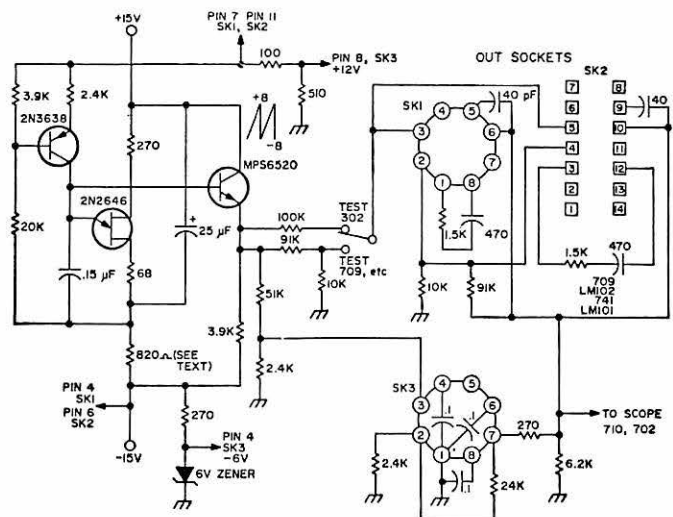 +15V
PIN 7, PIN 11
SK1, SK2
100
PIN 8, SK3
+12V
510
3.9K
2.4K
2N3638
270
+8
-8
MPS6520
2N2646
+
25 µF
20K
.15 µF
68
820Ω (SEE
TEXT)
PIN 4
SK1
PIN 6
SK2
-15V
270
PIN 4
SK3
-6V
6V ZENER
3.9K
100K
91K
51K
10K
2.4K
TEST
302
TEST
709, etc
OUT SOCKETS
SK1
40 pF
4
5
3
6
2
7
1
8
1.5K
470
10K
91K
SK2
7
8
6
9
40
5
10
4
11
3
12
2
13
1
14
1.5K
470
709
LM102
741
LM101
SK3
4
5
3
6
2
7
1
8
.1
.1
.1
2.4K
24K
270
6.2K
TO SCOPE
710, 702